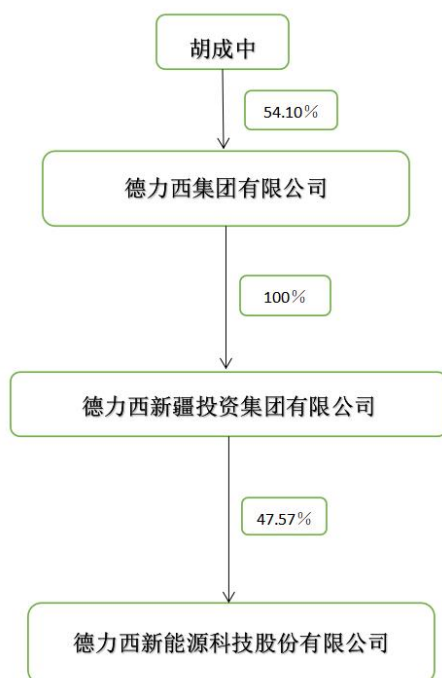 胡成中
54.10%
德力西集团有限公司
100%
德力西新疆投资集团有限公司
47.57%
德力西新能源科技股份有限公司